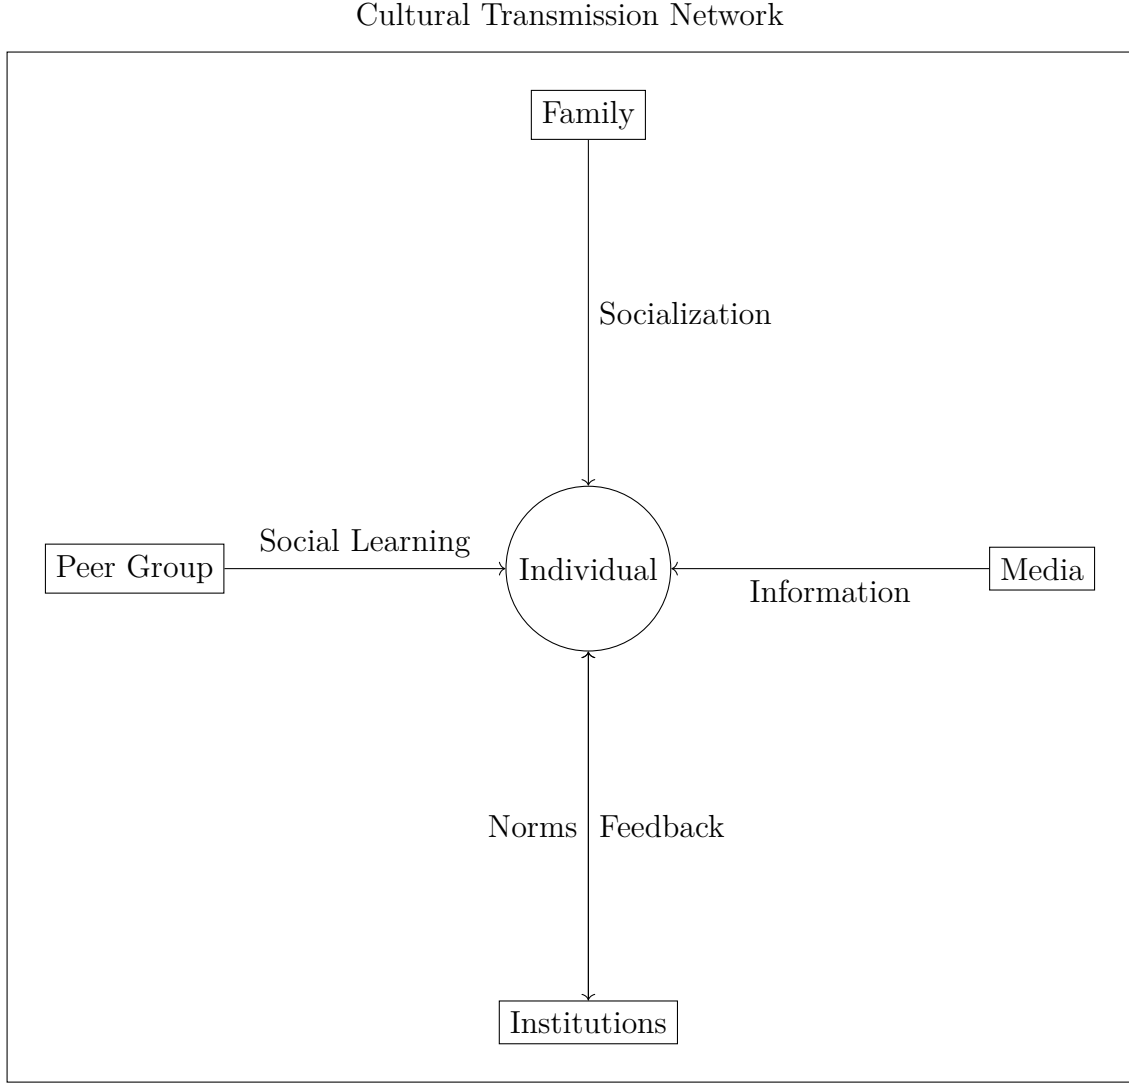 Cultural Transmission Network
Family
Socialization
Social Learning
Peer Group
Individual
Media
Information
Norms
Feedback
Institutions